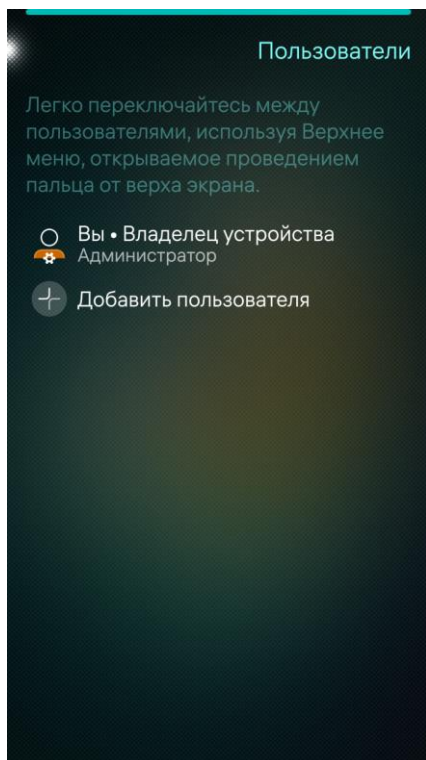 Пользователи
Легко переключайтесь между
пользователями, используя Верхнее
меню, открываемое проведением
пальца от верха экрана.
Вы • Владелец устройства
Администратор
Добавить пользователя